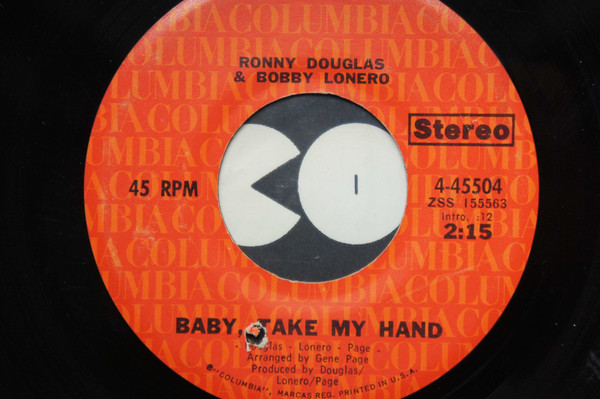 RONNY DOUGLAS
& BOBBY LONERO
Stereo
45 RPM
4-45504
ZSS 155563
Intro. :12
2:15
BABY, TAKE MY HAND
- Lonero - Page -
Arranged by Gene Page
Produced by Douglas/
Lonero/Page
℗"COLUMBIA", MARCAS REG. PRINTED IN U.S.A.